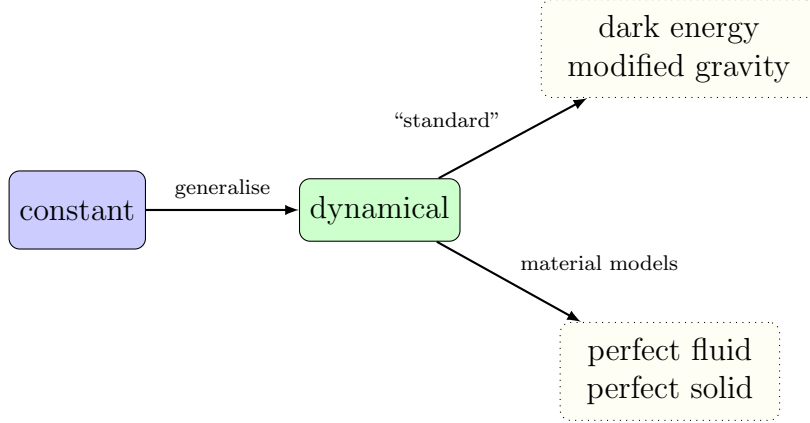 dark energy
modified gravity
“standard”
generalise
constant
dynamical
material models
perfect fluid
perfect solid